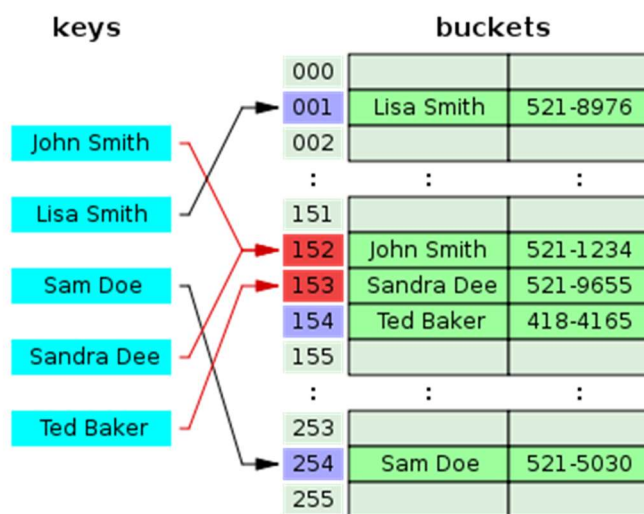 keys
buckets
John Smith
Lisa Smith
Sam Doe
Sandra Dee
Ted Baker
000
001 Lisa Smith 521-8976
002
: : :
151
152 John Smith 521-1234
153 Sandra Dee 521-9655
154 Ted Baker 418-4165
155
: : :
253
254 Sam Doe 521-5030
255